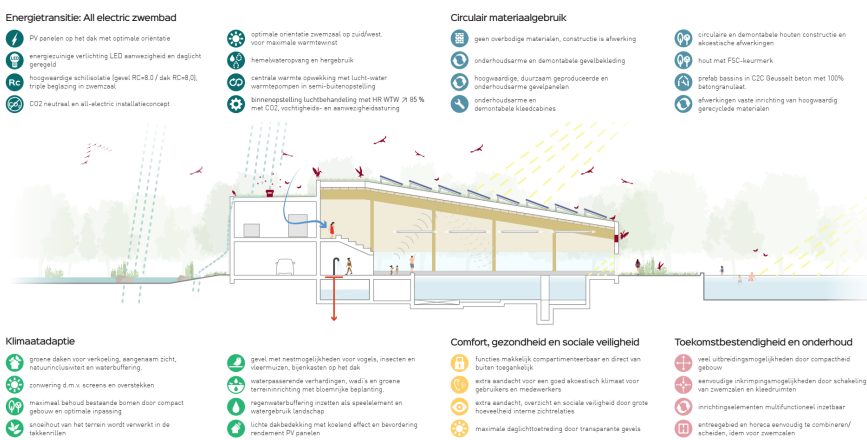 Energietransitie: All electric zwembad
PV panelen op het dak met optimale oriëntatie
energiezuinige verlichting LED aanwezigheid en daglicht
geregeld
Rc
hoogwaardige schilisolatie (gevel RC=8.0 / dak RC=8,0),
triple beglazing in zwemzaal
CO2 neutraal en all-electric installatieconcept
optimale orientatie zwemzaal op zuid/west.
voor maximale warmtewinst
hemelwateropvang en hergebruik
centrale warmte opwekking met lucht-water
warmtepompen in semi-buitenopstelling
binnenopstelling luchtbehandeling met HR WTW ↗ 85 %
met CO2, vochtigheids- en aanwezigheidssturing
Circulair materiaalgebruik
geen overbodige materialen, constructie is afwerking
onderhoudsarme en demontabele gevelbekleding
hoogwaardige, duurzaam geproduceerde en
onderhoudsarme gevelpanelen
onderhoudsarme en
demontabele kleedcabines
circulaire en demontabele houten constructie en
akoestische afwerkingen
hout met FSC-keurmerk
prefab bassins in C2C Geusselt beton met 100%
betongranulaat.
afwerkingen vaste inrichting van hoogwaardig
gerecyclede materialen
Klimaatadaptie
groene daken voor verkoeling, aangenaam zicht,
natuurinclusiviteit en waterbuffering.
zonwering d.m.v. screens en overstekken
maximaal behoud bestaande bomen door compact
gebouw en optimale inpassing
snoeihout van het terrein wordt verwerkt in de
takkenrillen
gevel met nestmogelijkheden voor vogels, insecten en
vleermuizen, bijenkasten op het dak
waterpasserende verhardingen, wadi's en groene
terreininrichting met bloemrijke beplanting.
regenwaterbuffering inzetten als speelelement en
watergebruik landschap
lichte dakbedekking met koelend effect en bevordering
rendement PV panelen
Comfort, gezondheid en sociale veiligheid
functies makkelijk compartimenteerbaar en direct van
buiten toegankelijk
extra aandacht voor een goed akoestisch klimaat voor
gebruikers en medewerkers
extra aandacht, overzicht en sociale veiligheid door grote
hoeveelheid interne zichtrelaties
maximale daglichttoetreding door transparante gevels
Toekomstbestendigheid en onderhoud
veel uitbreidingsmogelijkheden door compactheid
gebouw
eenvoudige inkrimpingsmogelijkheden door schakeling
van zwemzalen en kleedruimten
inrichtingselementen multifunctioneel inzetbaar
entreegebied en horeca eenvoudig te combineren/
scheiden, idem voor zwemzalen